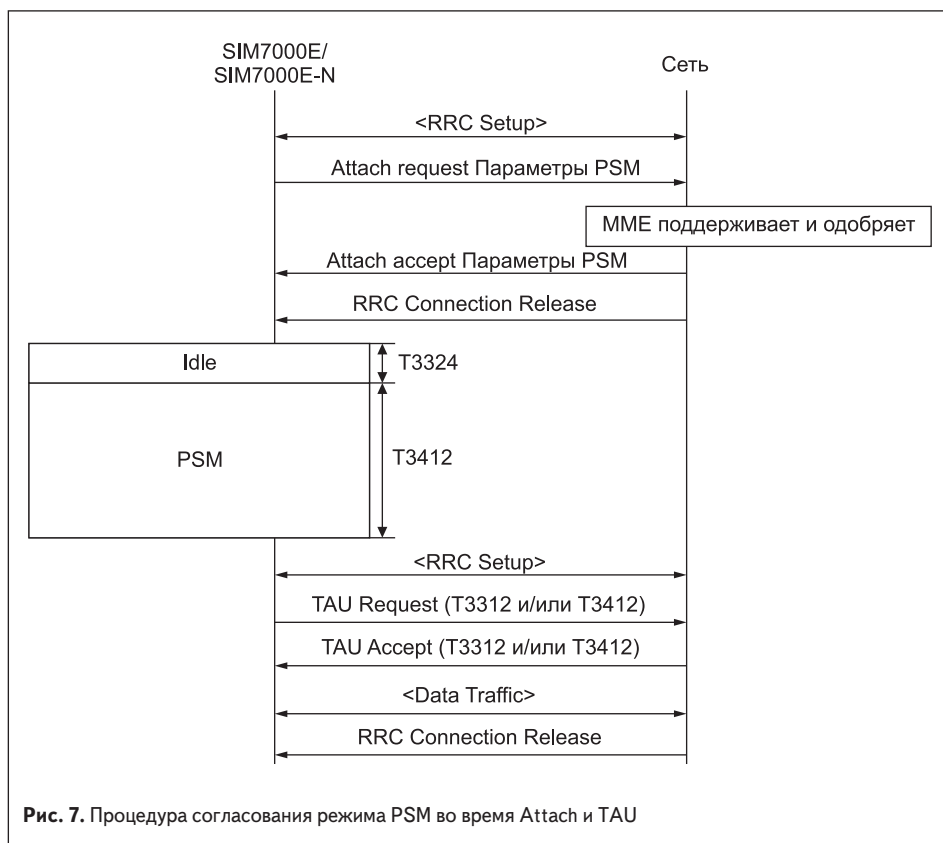 SIM7000E/
SIM7000E-N
Сеть
<RRC Setup>
Attach request Параметры PSM
MME поддерживает и одобряет
Attach accept Параметры PSM
RRC Connection Release
Idle
T3324
PSM
T3412
<RRC Setup>
TAU Request (T3312 и/или T3412)
TAU Accept (T3312 и/или T3412)
<Data Traffic>
RRC Connection Release
Рис. 7. Процедура согласования режима PSM во время Attach и TAU